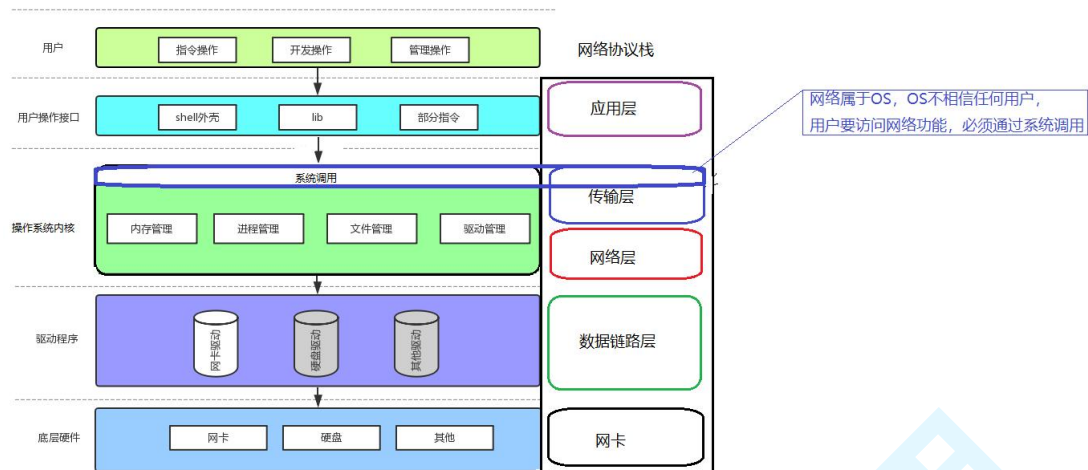 用户
指令操作
开发操作
管理操作
网络协议栈
用户操作接口
shell外壳
lib
部分指令
应用层
网络属于OS，OS不相信任何用户，
用户要访问网络功能，必须通过系统调用
系统调用
传输层
操作系统内核
内存管理
进程管理
文件管理
驱动管理
网络层
驱动程序
网卡驱动
硬盘驱动
其他驱动
数据链路层
底层硬件
网卡
硬盘
其他
网卡